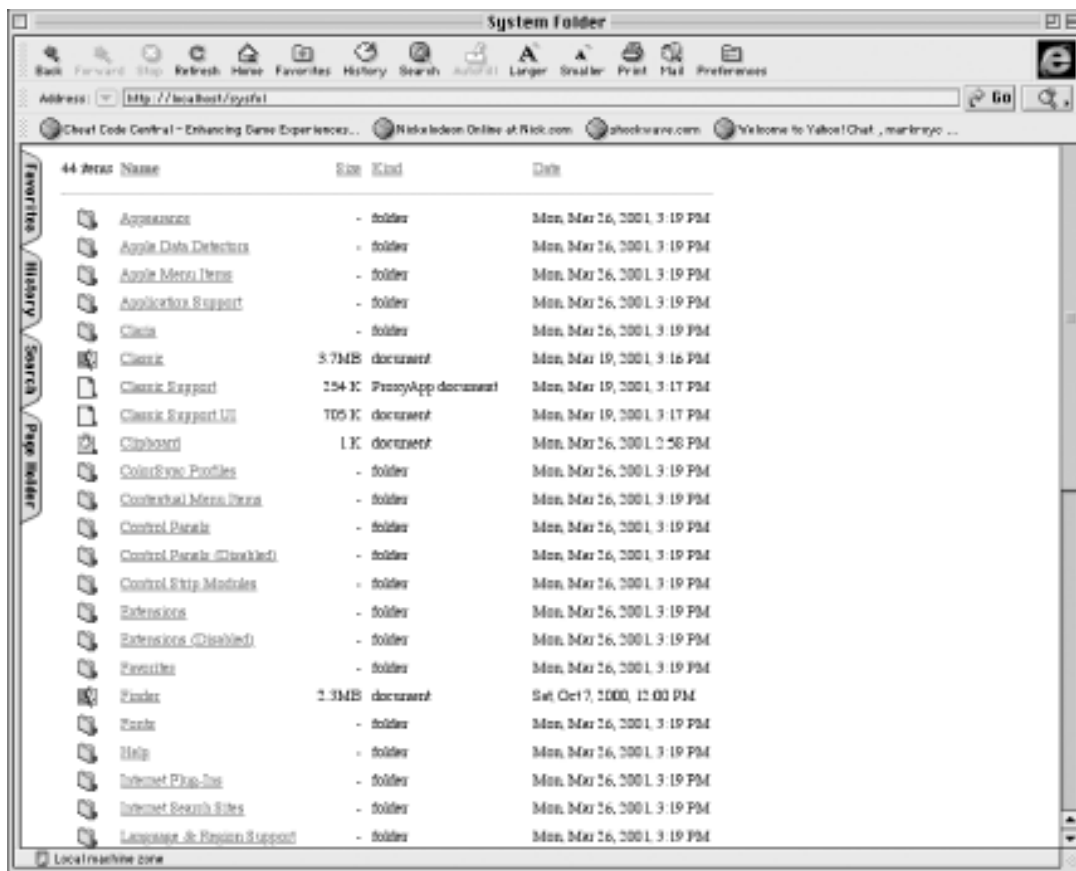 System Folder
Back Forward Stop Refresh Home Favorites History Search AutoFill Larger Smaller Print Mail Preferences
Address: http://localhost/sysfol Go
Cheat Code Central - Enhancing Game Experiences... Nickelodeon Online at Nick.com shockwave.com Welcome to Yahoo! Chat , markroyc ...
Favorites
History
Search
Page Holder
44 items Name Size Kind Date
Appearance - folder Mon, Mar 26, 2001, 3:19 PM
Apple Data Detectors - folder Mon, Mar 26, 2001, 3:19 PM
Apple Menu Items - folder Mon, Mar 26, 2001, 3:19 PM
Application Support - folder Mon, Mar 26, 2001, 3:19 PM
Claris - folder Mon, Mar 26, 2001, 3:19 PM
Classic 3.7MB document Mon, Mar 19, 2001, 3:16 PM
Classic Support 254 K ProxyApp document Mon, Mar 19, 2001, 3:17 PM
Classic Support UI 705 K document Mon, Mar 19, 2001, 3:17 PM
Clipboard 1 K document Mon, Mar 26, 2001, 2:58 PM
ColorSync Profiles - folder Mon, Mar 26, 2001, 3:19 PM
Contextual Menu Items - folder Mon, Mar 26, 2001, 3:19 PM
Control Panels - folder Mon, Mar 26, 2001, 3:19 PM
Control Panels (Disabled) - folder Mon, Mar 26, 2001, 3:19 PM
Control Strip Modules - folder Mon, Mar 26, 2001, 3:19 PM
Extensions - folder Mon, Mar 26, 2001, 3:19 PM
Extensions (Disabled) - folder Mon, Mar 26, 2001, 3:19 PM
Favorites - folder Mon, Mar 26, 2001, 3:19 PM
Finder 2.3MB document Sat, Oct 7, 2000, 12:00 PM
Fonts - folder Mon, Mar 26, 2001, 3:19 PM
Help - folder Mon, Mar 26, 2001, 3:19 PM
Internet Plug-Ins - folder Mon, Mar 26, 2001, 3:19 PM
Internet Search Sites - folder Mon, Mar 26, 2001, 3:19 PM
Language & Region Support - folder Mon, Mar 26, 2001, 3:19 PM
Local machine zone